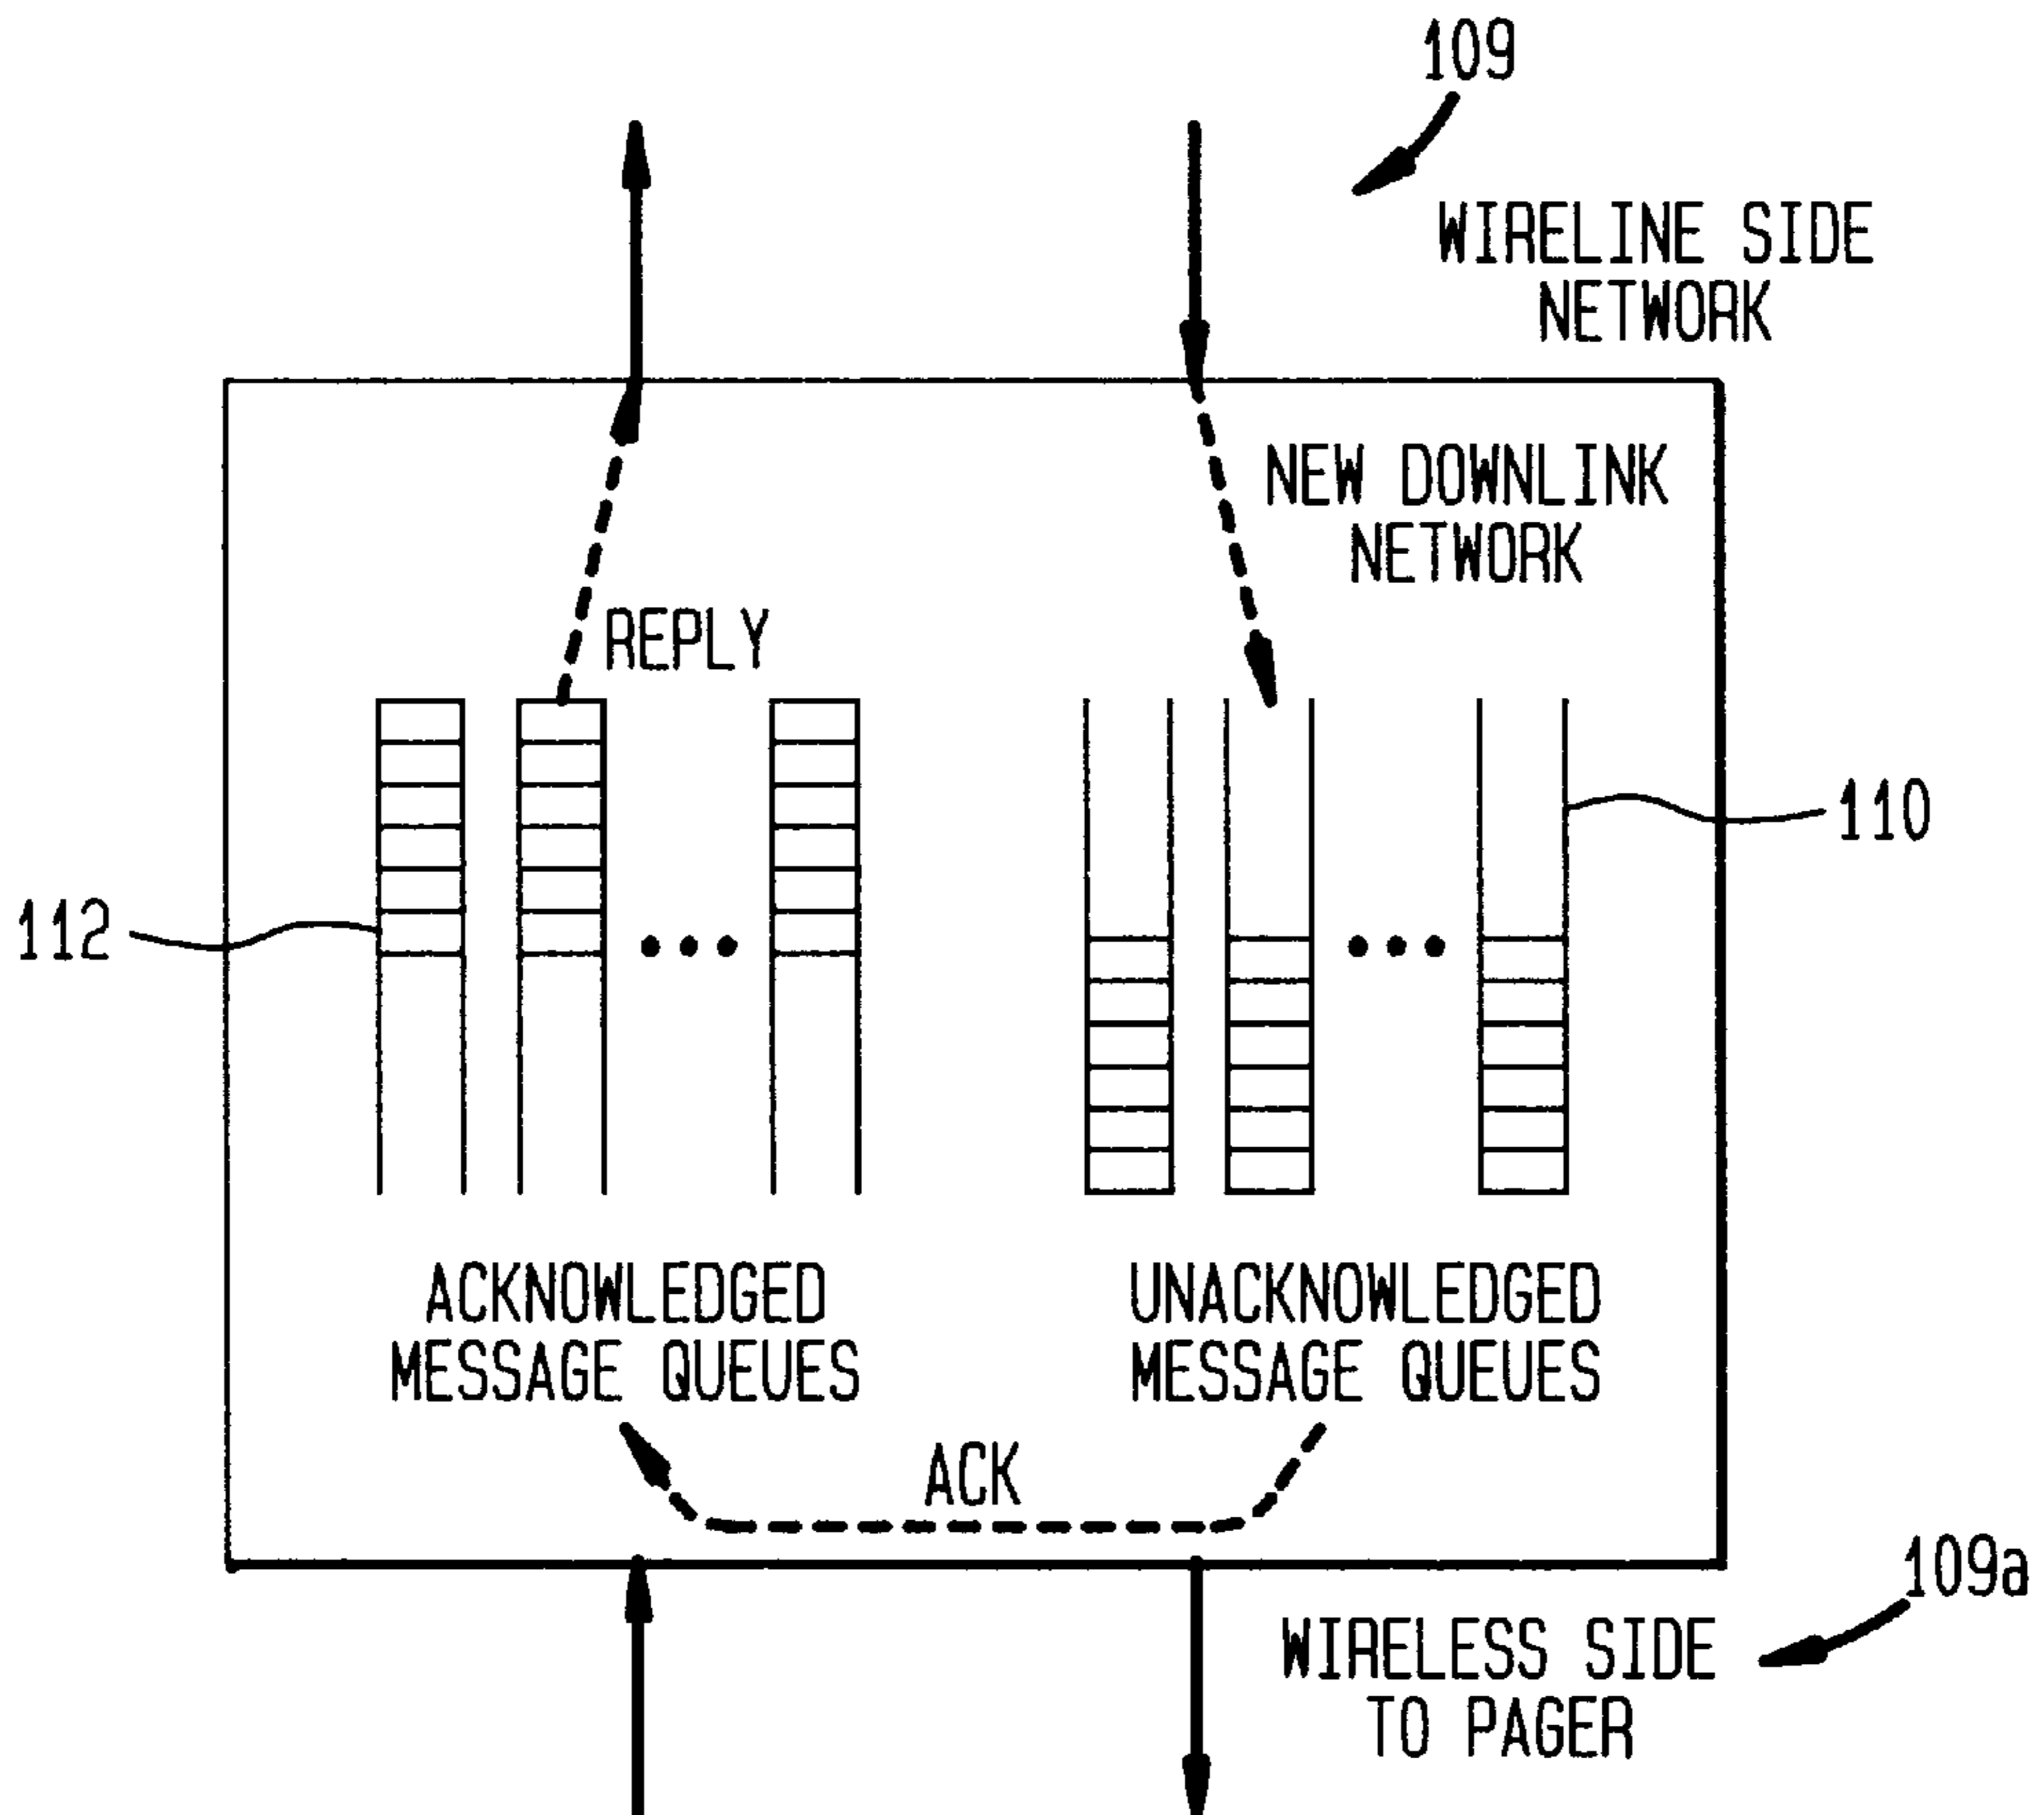 109
WIRELINE SIDE
NETWORK
NEW DOWNLINK
NETWORK
REPLY
110
112
ACKNOWLEDGED
MESSAGE QUEUES
UNACKNOWLEDGED
MESSAGE QUEUES
ACK
109a
WIRELESS SIDE
TO PAGER